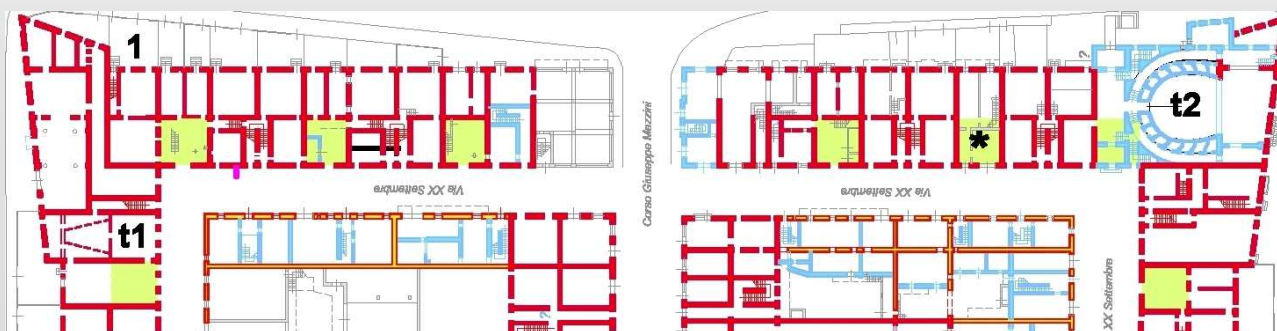 1
?
t2
*
Corso Giuseppe Mazzini
Via XX Settembre
Via XX Settembre
t1
XX Settembre
?